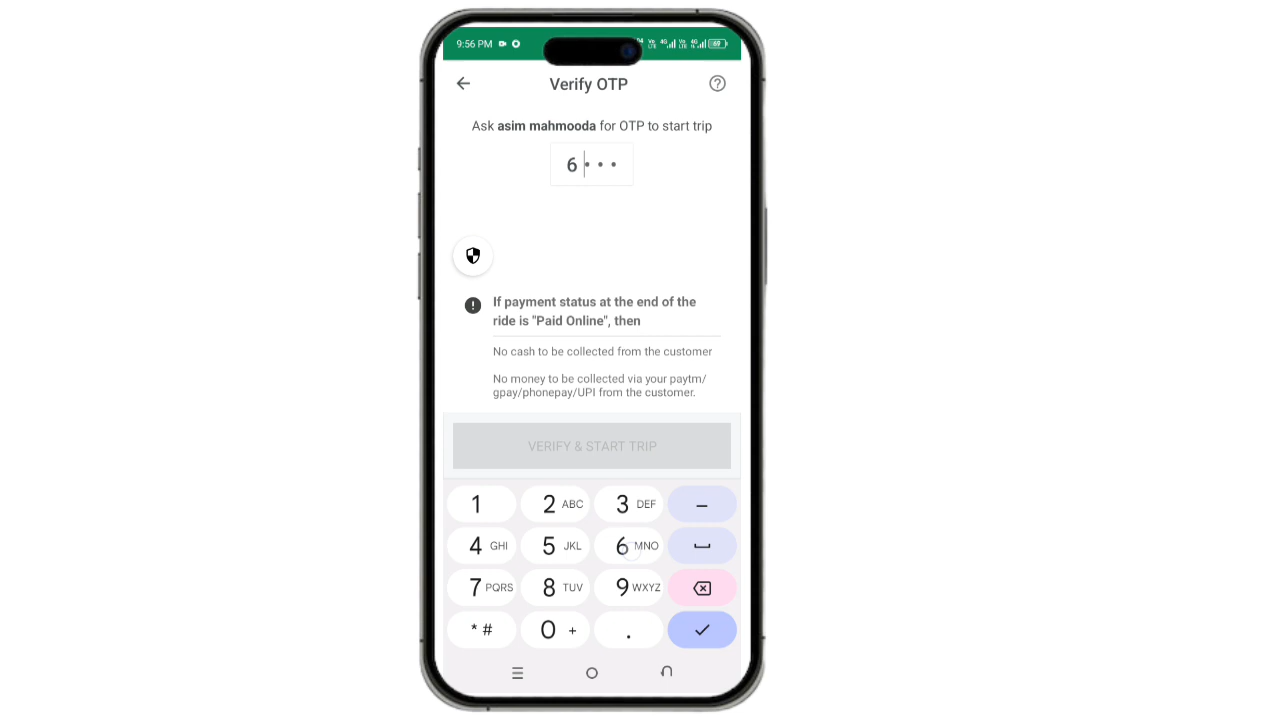 9:56 PM
Verify OTP
Ask asim mahmooda for OTP to start trip
6 • • •
If payment status at the end of the
ride is "Paid Online", then
No cash to be collected from the customer
No money to be collected via your paytm/
gpay/phonepay/UPI from the customer.
VERIFY & START TRIP
1 2 ABC 3 DEF –
4 GHI 5 JKL 6 MNO
7 PQRS 8 TUV 9 WXYZ
* # 0 + .